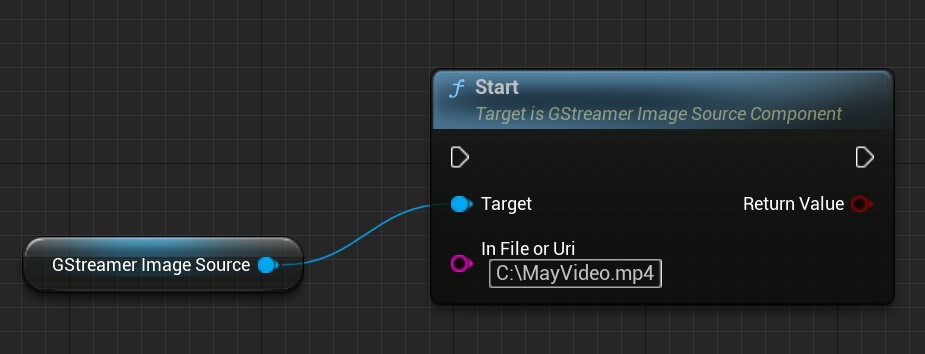 f Start
Target is GStreamer Image Source Component
Target
Return Value
GStreamer Image Source
In File or Uri
C:\MayVideo.mp4